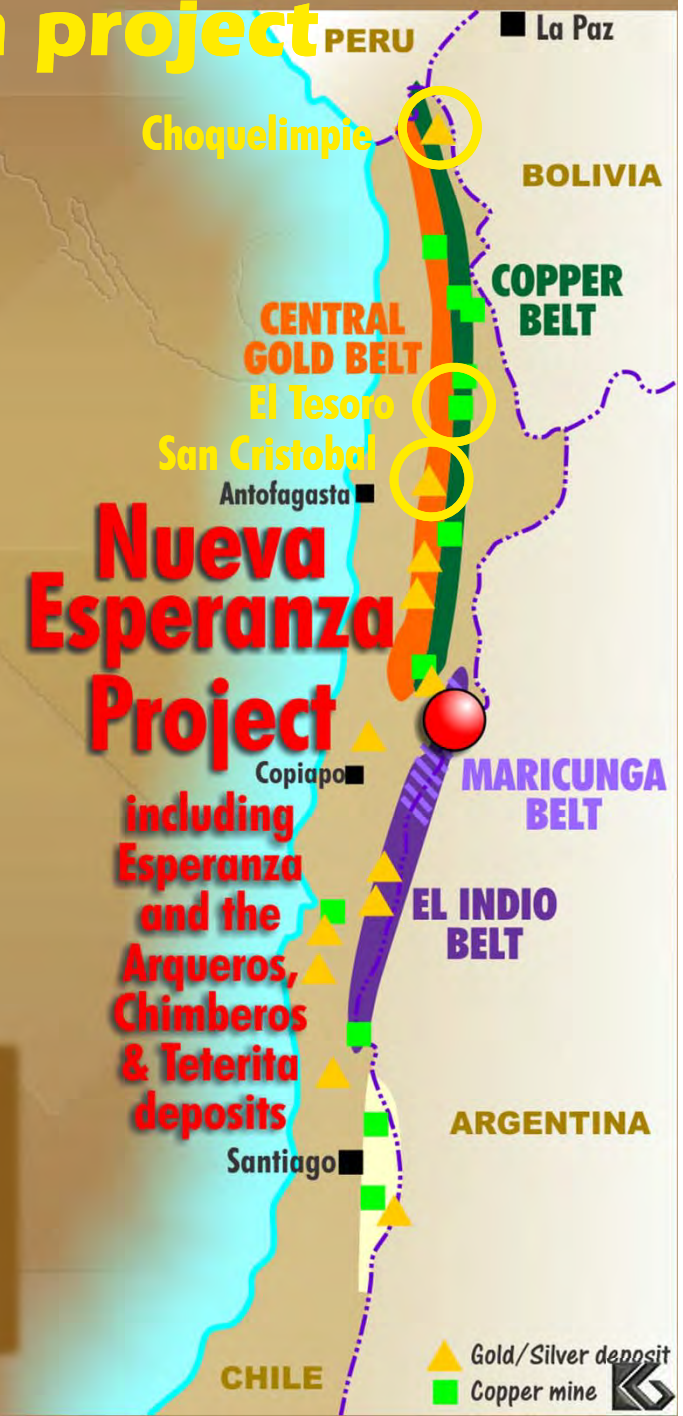 project
PERU
La Paz
Choquelimpie
BOLIVIA
COPPER
BELT
CENTRAL
GOLD BELT
El Tesoro
San Cristobal
Antofagasta
Nueva
Esperanza
Project
Copiapo
MARICUNGA
BELT
including
Esperanza
and the
Arqueros,
Chimberos
& Teterita
deposits
EL INDIO
BELT
ARGENTINA
Santiago
CHILE
Gold/Silver deposit
Copper mine